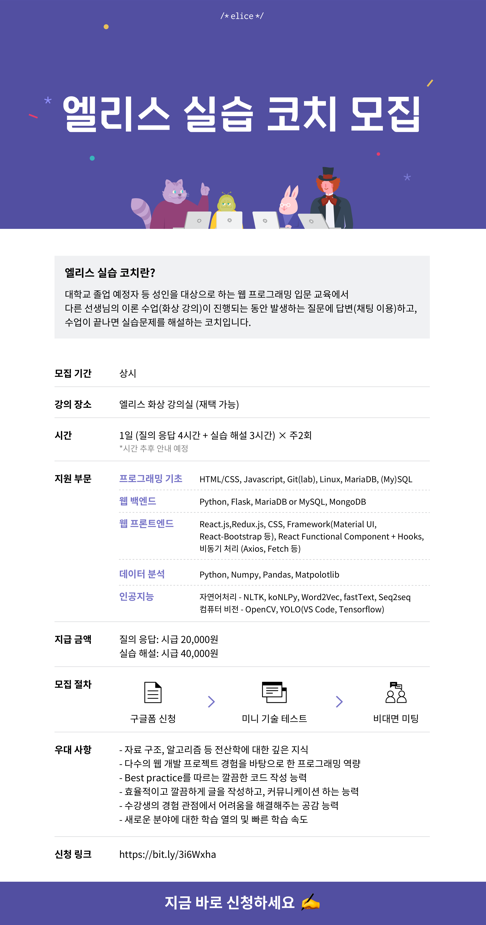 /* elice */
엘리스 실습 코치 모집
엘리스 실습 코치란?
대학교 졸업 예정자 등 성인을 대상으로 하는 웹 프로그래밍 입문 교육에서
다른 선생님의 이론 수업(화상 강의)이 진행되는 동안 발생하는 질문에 답변(채팅 이용)하고,
수업이 끝나면 실습문제를 해설하는 코치입니다.
모집 기간 상시
강의 장소 엘리스 화상 강의실 (재택 가능)
시간 1일 (질의 응답 4시간 + 실습 해설 3시간) × 주2회
*시간 추후 안내 예정
지원 부문 프로그래밍 기초 HTML/CSS, Javascript, Git(lab), Linux, MariaDB, (My)SQL
웹 백엔드 Python, Flask, MariaDB or MySQL, MongoDB
웹 프론트엔드 React.js,Redux.js, CSS, Framework(Material UI,
React-Bootstrap 등), React Functional Component + Hooks,
비동기 처리 (Axios, Fetch 등)
데이터 분석 Python, Numpy, Pandas, Matpolotlib
인공지능 자연어처리 - NLTK, koNLPy, Word2Vec, fastText, Seq2seq
컴퓨터 비전 - OpenCV, YOLO(VS Code, Tensorflow)
지급 금액 질의 응답: 시급 20,000원
실습 해설: 시급 40,000원
모집 절차
구글폼 신청 미니 기술 테스트 비대면 미팅
우대 사항 - 자료 구조, 알고리즘 등 전산학에 대한 깊은 지식
- 다수의 웹 개발 프로젝트 경험을 바탕으로 한 프로그래밍 역량
- Best practice를 따르는 깔끔한 코드 작성 능력
- 효율적이고 깔끔하게 글을 작성하고, 커뮤니케이션 하는 능력
- 수강생의 경험 관점에서 어려움을 해결해주는 공감 능력
- 새로운 분야에 대한 학습 열의 및 빠른 학습 속도
신청 링크 https://bit.ly/3i6Wxha
지금 바로 신청하세요 ✍️